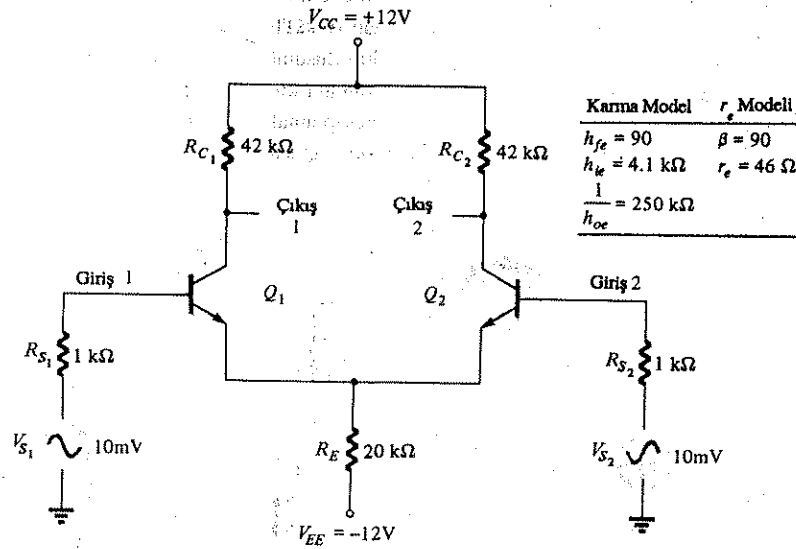 V_CC = +12V
R_C1 42 kΩ
R_C2 42 kΩ
Karma Model r_e Modeli
h_fe = 90 β = 90
h_ie = 4.1 kΩ r_e = 46 Ω
1/h_oe = 250 kΩ
Çıkış 1
Çıkış 2
Giriş 1
Q_1
Q_2
Giriş 2
R_S1 1 kΩ
R_S2 1 kΩ
R_E 20 kΩ
V_S1 10mV
V_S2 10mV
V_EE = -12V